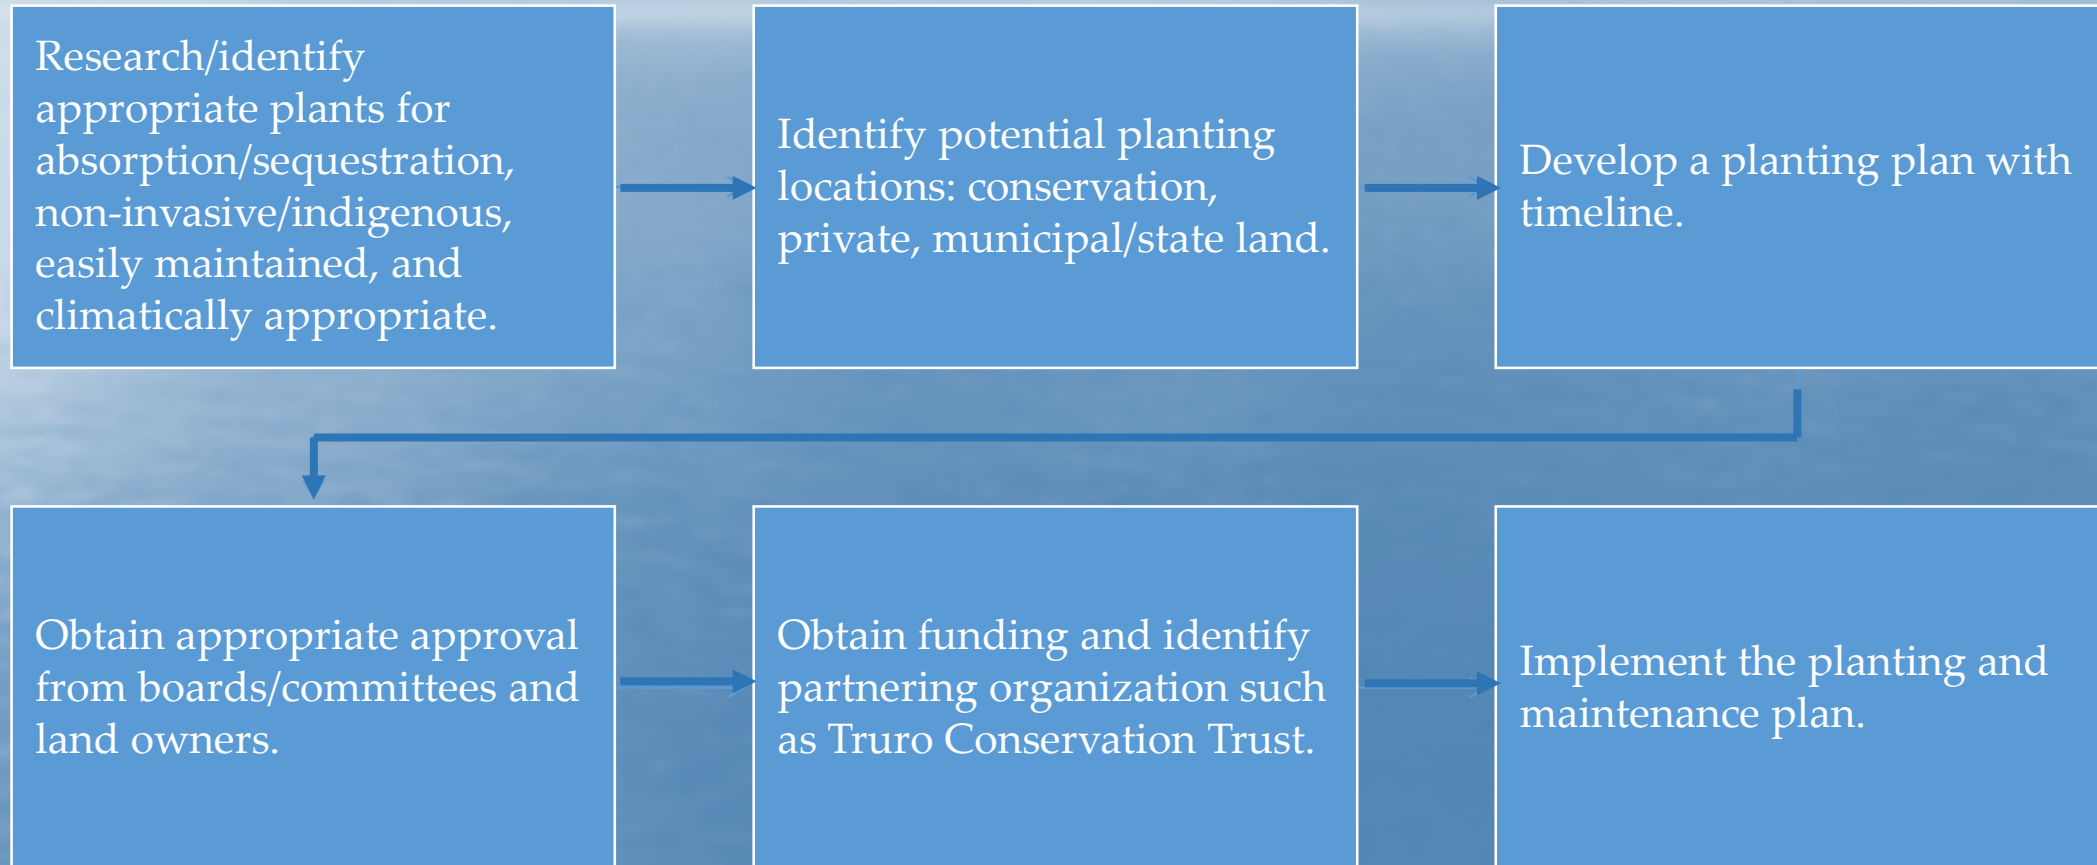 Research/identify
appropriate plants for
absorption/sequestration,
non-invasive/indigenous,
easily maintained, and
climatically appropriate.
Identify potential planting
locations: conservation,
private, municipal/state land.
Develop a planting plan with
timeline.
Obtain appropriate approval
from boards/committees and
land owners.
Obtain funding and identify
partnering organization such
as Truro Conservation Trust.
Implement the planting and
maintenance plan.